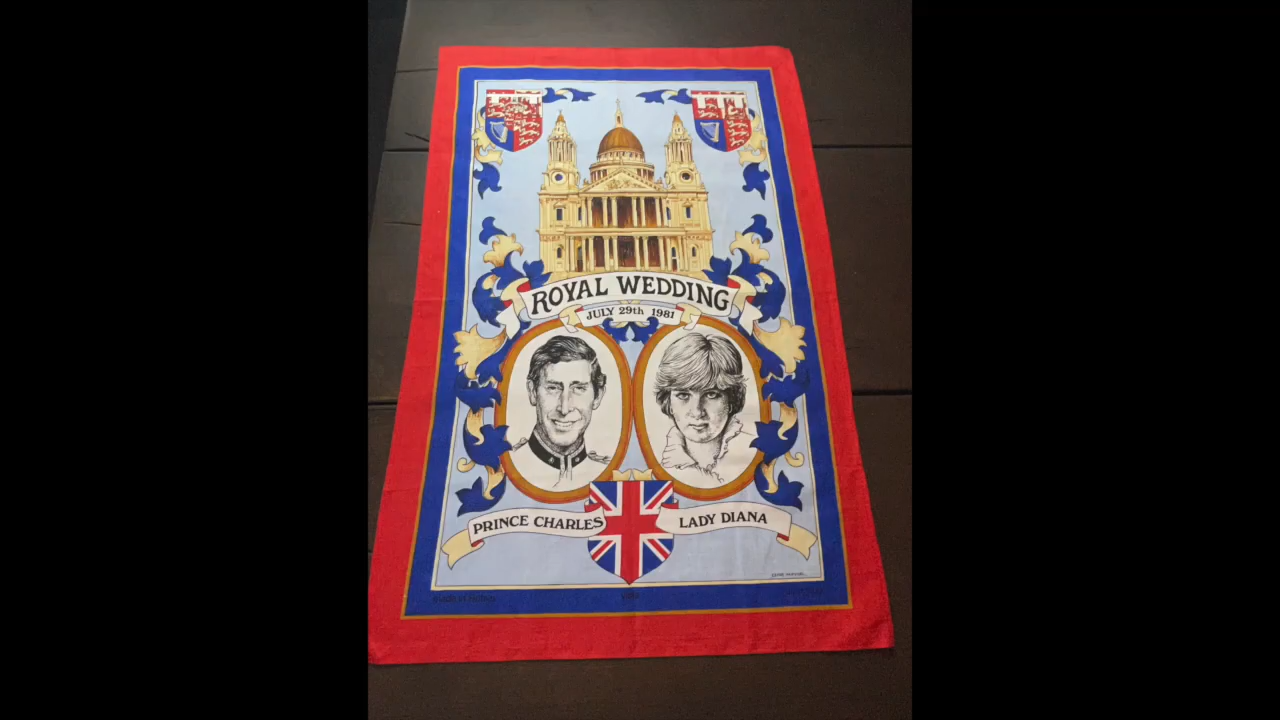 ROYAL WEDDING
JULY 29th 1981
PRINCE CHARLES
LADY DIANA